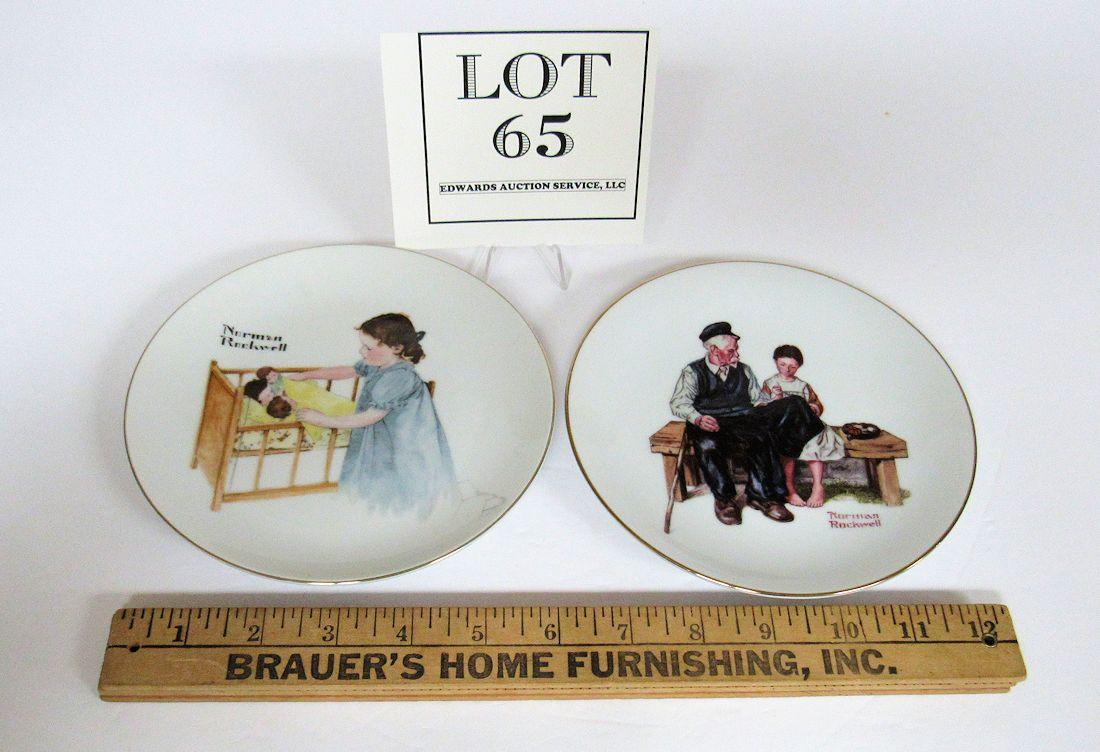 LOT
65
EDWARDS AUCTION SERVICE, LLC
Norman
Rockwell
Norman
Rockwell
1 2 3 4 5 6 7 8 9 10 11 12
BRAUER'S HOME FURNISHING, INC.